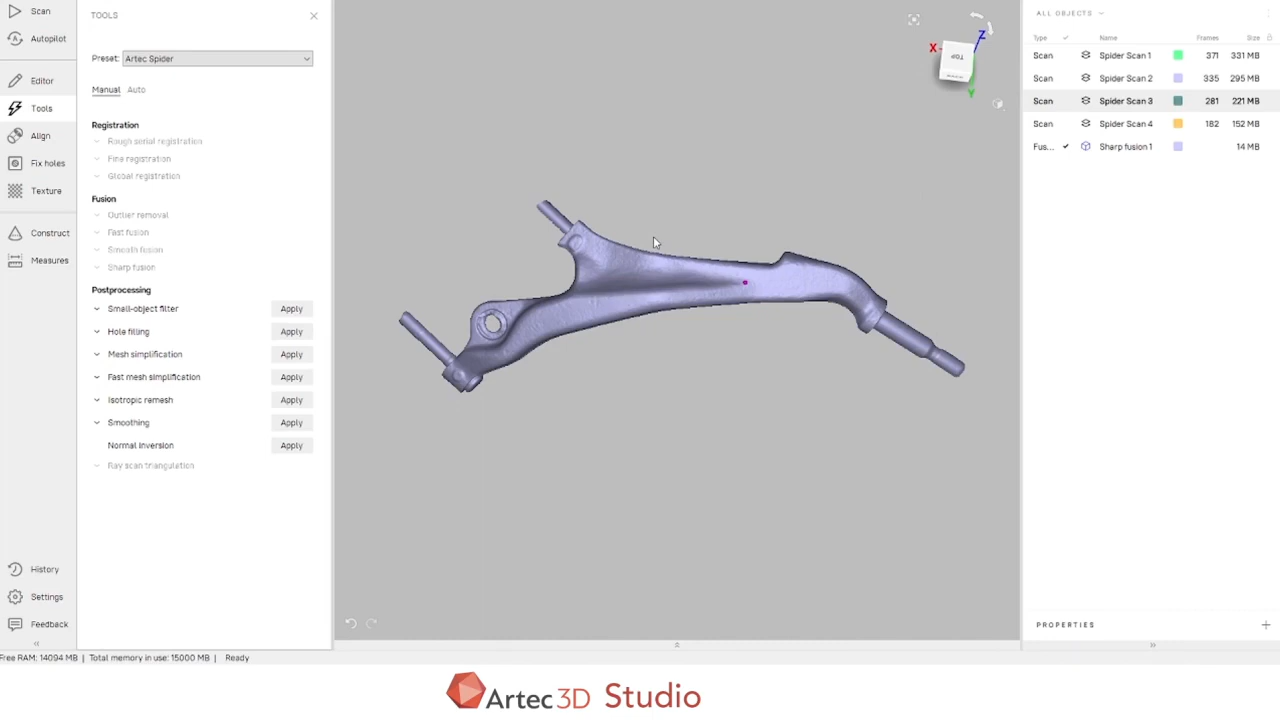 Scan
Autopilot
Editor
Tools
Align
Fix holes
Texture
Construct
Measures
History
Settings
Feedback
«
TOOLS
Preset: Artec Spider
Manual Auto
Registration
Rough serial registration
Fine registration
Global registration
Fusion
Outlier removal
Fast fusion
Smooth fusion
Sharp fusion
Postprocessing
Small-object filter Apply
Hole filling Apply
Mesh simplification Apply
Fast mesh simplification Apply
Isotropic remesh Apply
Smoothing Apply
Normal Inversion Apply
Ray scan triangulation
X
Z
Y
TOP
ALL OBJECTS
Type Name Frames Size
Scan Spider Scan 1 371 331 MB
Scan Spider Scan 2 335 295 MB
Scan Spider Scan 3 281 221 MB
Scan Spider Scan 4 182 152 MB
Fus... Sharp fusion 1 14 MB
PROPERTIES +
»
Free RAM: 14094 MB | Total memory in use: 15000 MB | Ready
Artec 3D Studio